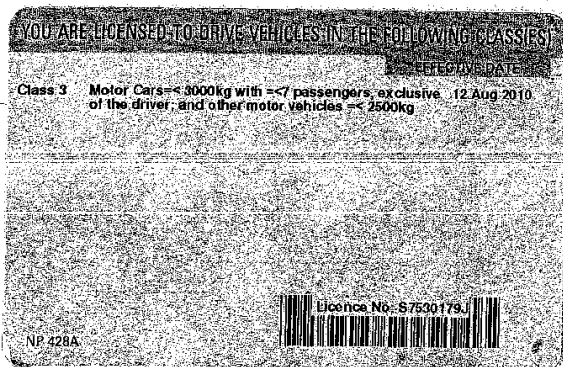 YOU ARE LICENSED TO DRIVE VEHICLES IN THE FOLLOWING CLASS(ES)
EFFECTIVE DATE
Class 3 Motor Cars=< 3000kg with =<7 passengers, exclusive 12 Aug 2010
of the driver; and other motor vehicles =< 2500kg
Licence No: S7530179J
NP 428A